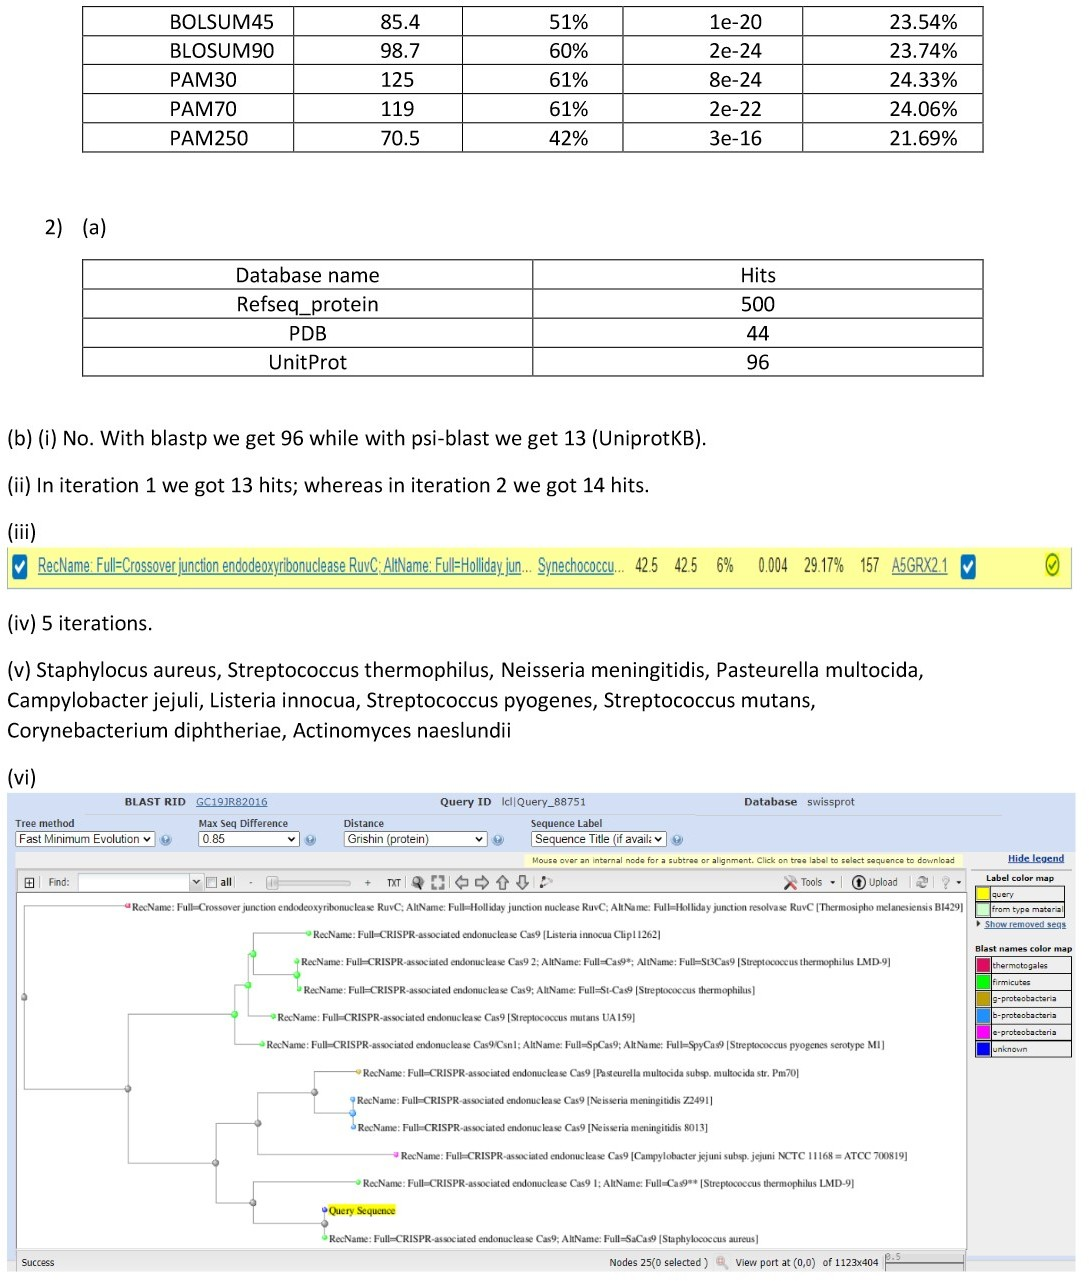 BOLSUM45 85.4 51% 1e-20 23.54%
BLOSUM90 98.7 60% 2e-24 23.74%
PAM30 125 61% 8e-24 24.33%
PAM70 119 61% 2e-22 24.06%
PAM250 70.5 42% 3e-16 21.69%
2) (a)
Database name Hits
Refseq_protein 500
PDB 44
UnitProt 96
(b) (i) No. With blastp we get 96 while with psi-blast we get 13 (UniprotKB).
(ii) In iteration 1 we got 13 hits; whereas in iteration 2 we got 14 hits.
(iii)
RecName: Full=Crossover junction endodeoxyribonuclease RuvC; AltName: Full=Holliday jun... Synechococcu... 42.5 42.5 6% 0.004 29.17% 157 A5GRX2.1
(iv) 5 iterations.
(v) Staphylocus aureus, Streptococcus thermophilus, Neisseria meningitidis, Pasteurella multocida,
Campylobacter jejuli, Listeria innocua, Streptococcus pyogenes, Streptococcus mutans,
Corynebacterium diphtheriae, Actinomyces naeslundii
(vi)
BLAST RID GC19JR82016 Query ID lcl|Query_88751 Database swissprot
Tree method Max Seq Difference Distance Sequence Label
Fast Minimum Evolution 0.85 Grishin (protein) Sequence Title (if availa
Mouse over an internal node for a subtree or alignment. Click on tree label to select sequence to download Hide legend
Find: all - + TXT Tools Upload ?
Label color map
query
from type material
Show removed seqs
Blast names color map
thermotogales
firmicutes
g-proteobacteria
b-proteobacteria
e-proteobacteria
unknown
RecName: Full=Crossover junction endodeoxyribonuclease RuvC; AltName: Full=Holliday junction nuclease RuvC; AltName: Full=Holliday junction resolvase RuvC [Thermosipho melanesiensis BI429]
RecName: Full=CRISPR-associated endonuclease Cas9 [Listeria innocua Clip11262]
RecName: Full=CRISPR-associated endonuclease Cas9 2; AltName: Full=Cas9*; AltName: Full=St3Cas9 [Streptococcus thermophilus LMD-9]
RecName: Full=CRISPR-associated endonuclease Cas9; AltName: Full=St-Cas9 [Streptococcus thermophilus]
RecName: Full=CRISPR-associated endonuclease Cas9 [Streptococcus mutans UA159]
RecName: Full=CRISPR-associated endonuclease Cas9/Csn1; AltName: Full=SpCas9; AltName: Full=SpyCas9 [Streptococcus pyogenes serotype M1]
RecName: Full=CRISPR-associated endonuclease Cas9 [Pasteurella multocida subsp. multocida str. Pm70]
RecName: Full=CRISPR-associated endonuclease Cas9 [Neisseria meningitidis Z2491]
RecName: Full=CRISPR-associated endonuclease Cas9 [Neisseria meningitidis 8013]
RecName: Full=CRISPR-associated endonuclease Cas9 [Campylobacter jejuni subsp. jejuni NCTC 11168 = ATCC 700819]
RecName: Full=CRISPR-associated endonuclease Cas9 1; AltName: Full=Cas9** [Streptococcus thermophilus LMD-9]
Query Sequence
RecName: Full=CRISPR-associated endonuclease Cas9; AltName: Full=SaCas9 [Staphylococcus aureus]
Success Nodes 25(0 selected) View port at (0,0) of 1123x404 0.5